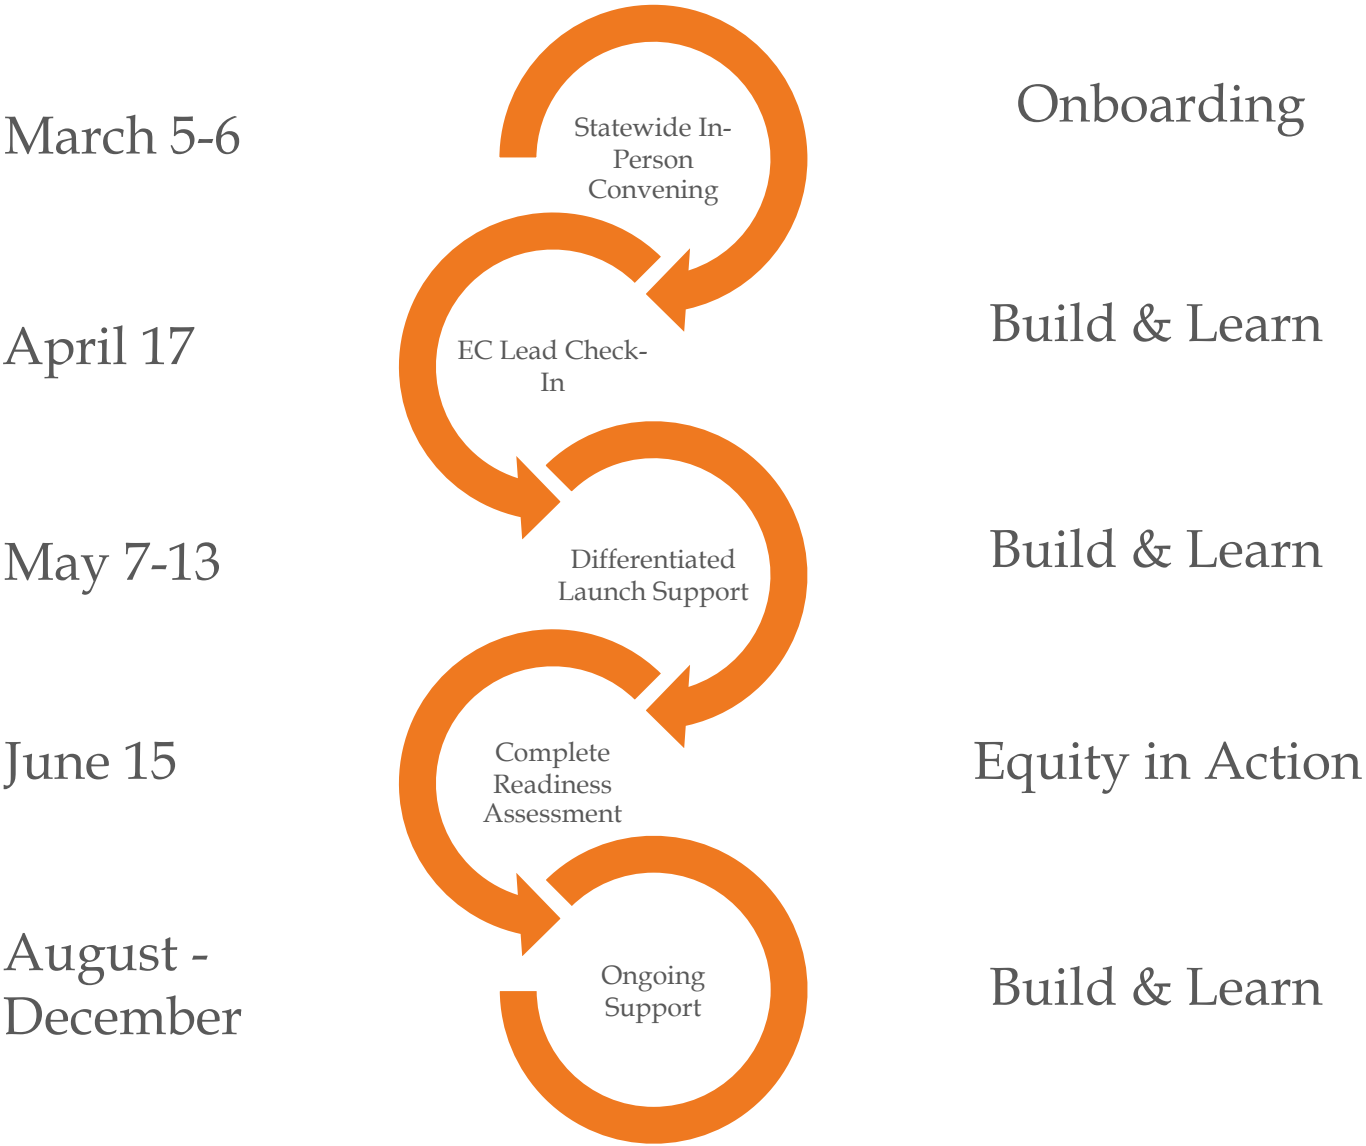 March 5-6
Statewide In-
Person
Convening
Onboarding
April 17
EC Lead Check-
In
Build & Learn
May 7-13
Differentiated
Launch Support
Build & Learn
June 15
Complete
Readiness
Assessment
Equity in Action
August -
December
Ongoing
Support
Build & Learn